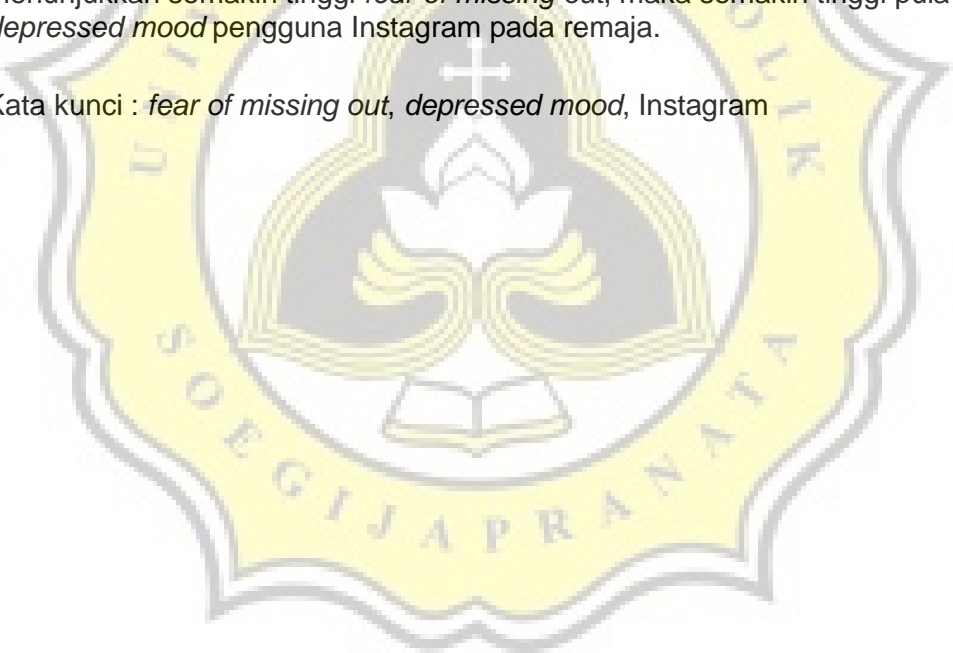 menunjukkan semakin tinggi fear of missing out, maka semakin tinggi pula
depressed mood pengguna Instagram pada remaja.
Kata kunci : fear of missing out, depressed mood, Instagram
SOEGIJAPRANATA